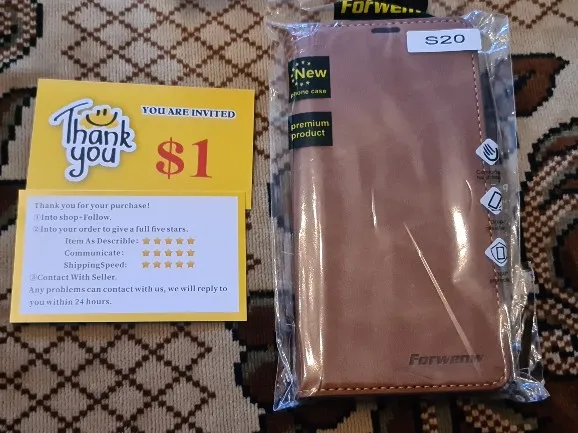 Thank
you
YOU ARE INVITED
$1
Thank you for your purchase!
①Into shop+Follow.
②Into your order to give a full five stars.
Item As Describle: ★★★★★
Communicate: ★★★★★
ShippingSpeed: ★★★★★
③Contact With Seller.
Any problems can contact with us, we will reply to
you within 24 hours.
Forwenw
S20
New
phone case
premium
product
Forwenw